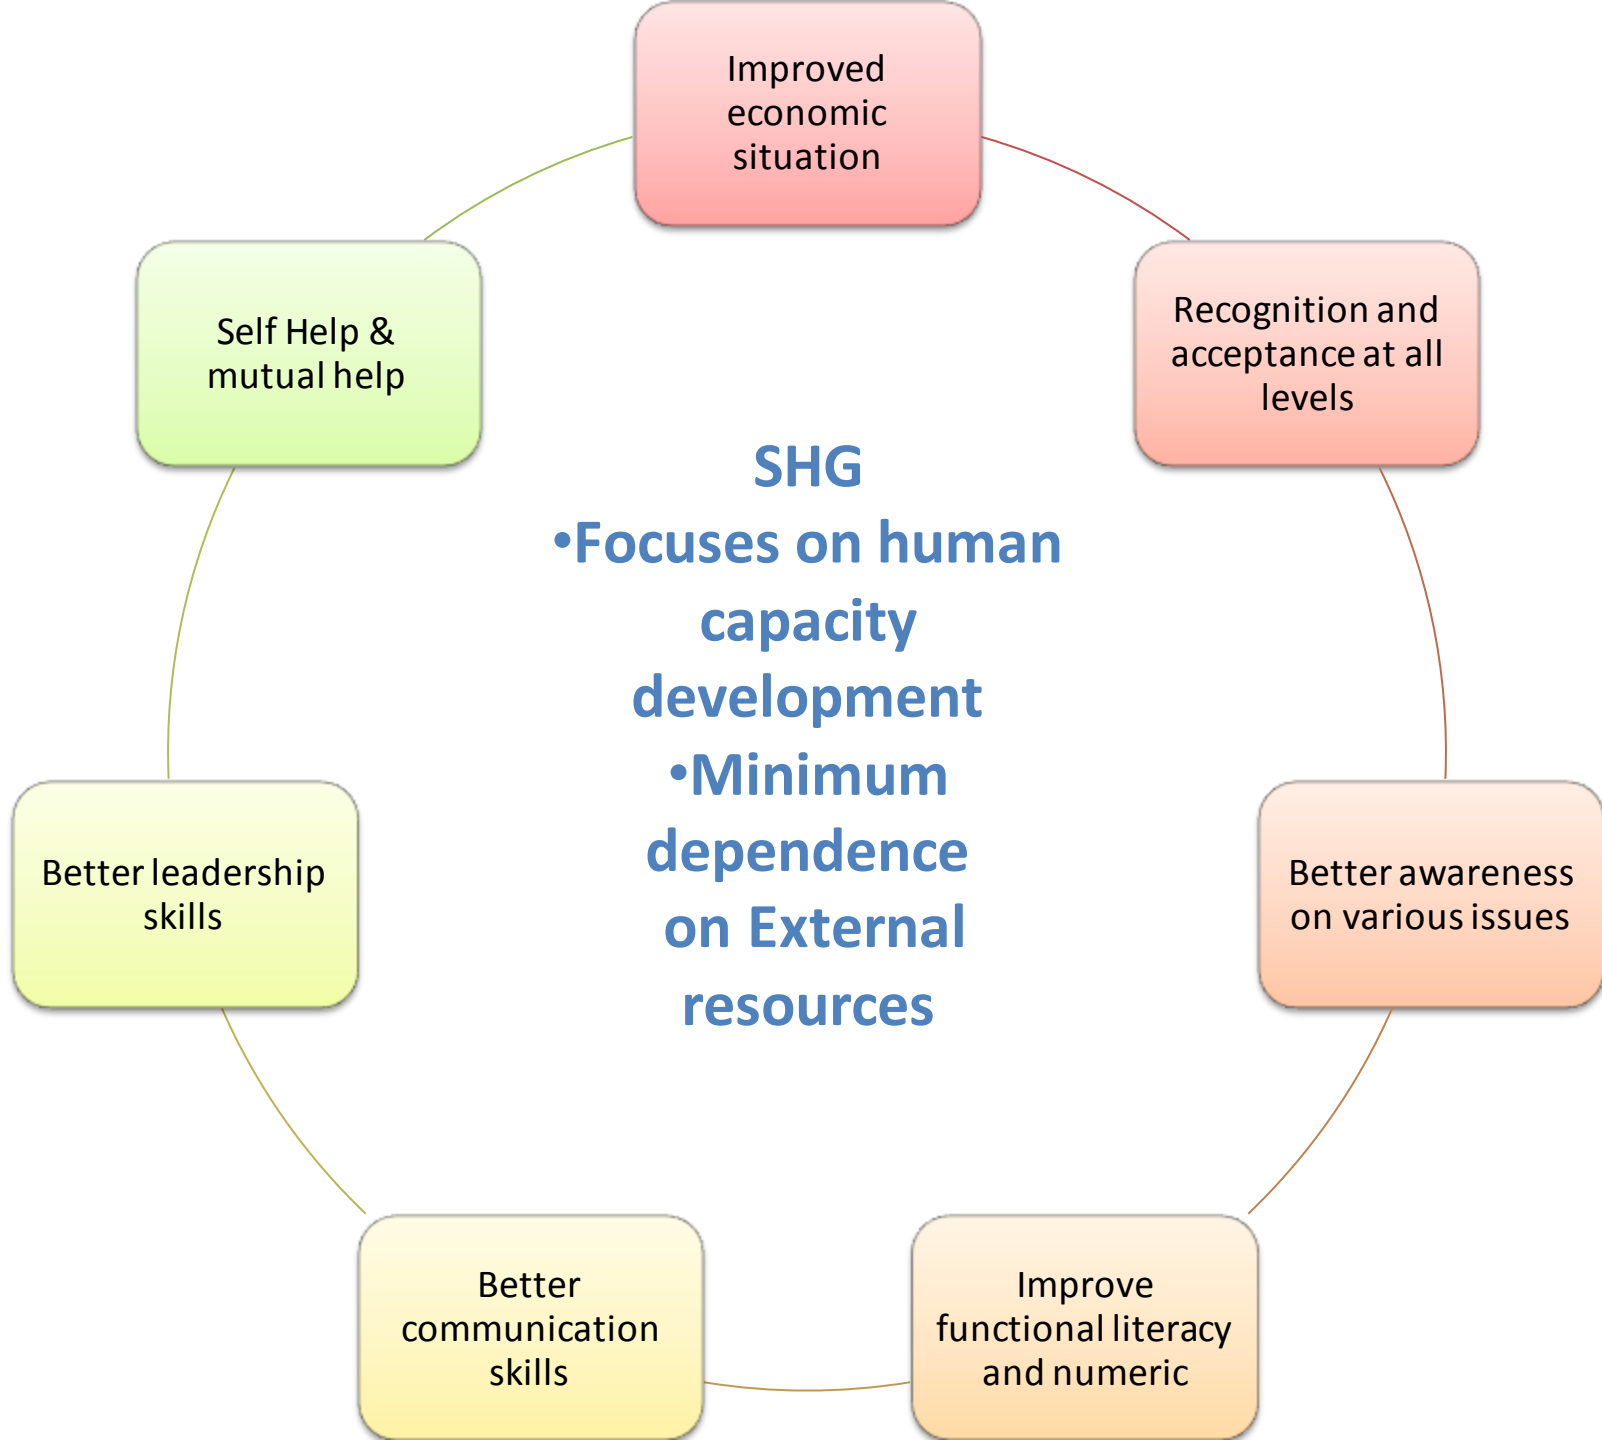 Improved
economic
situation
Recognition and
acceptance at all
levels
Better awareness
on various issues
Improve
functional literacy
and numeric
Better
communication
skills
Better leadership
skills
Self Help &
mutual help
SHG
•Focuses on human
capacity
development
•Minimum
dependence
on External
resources